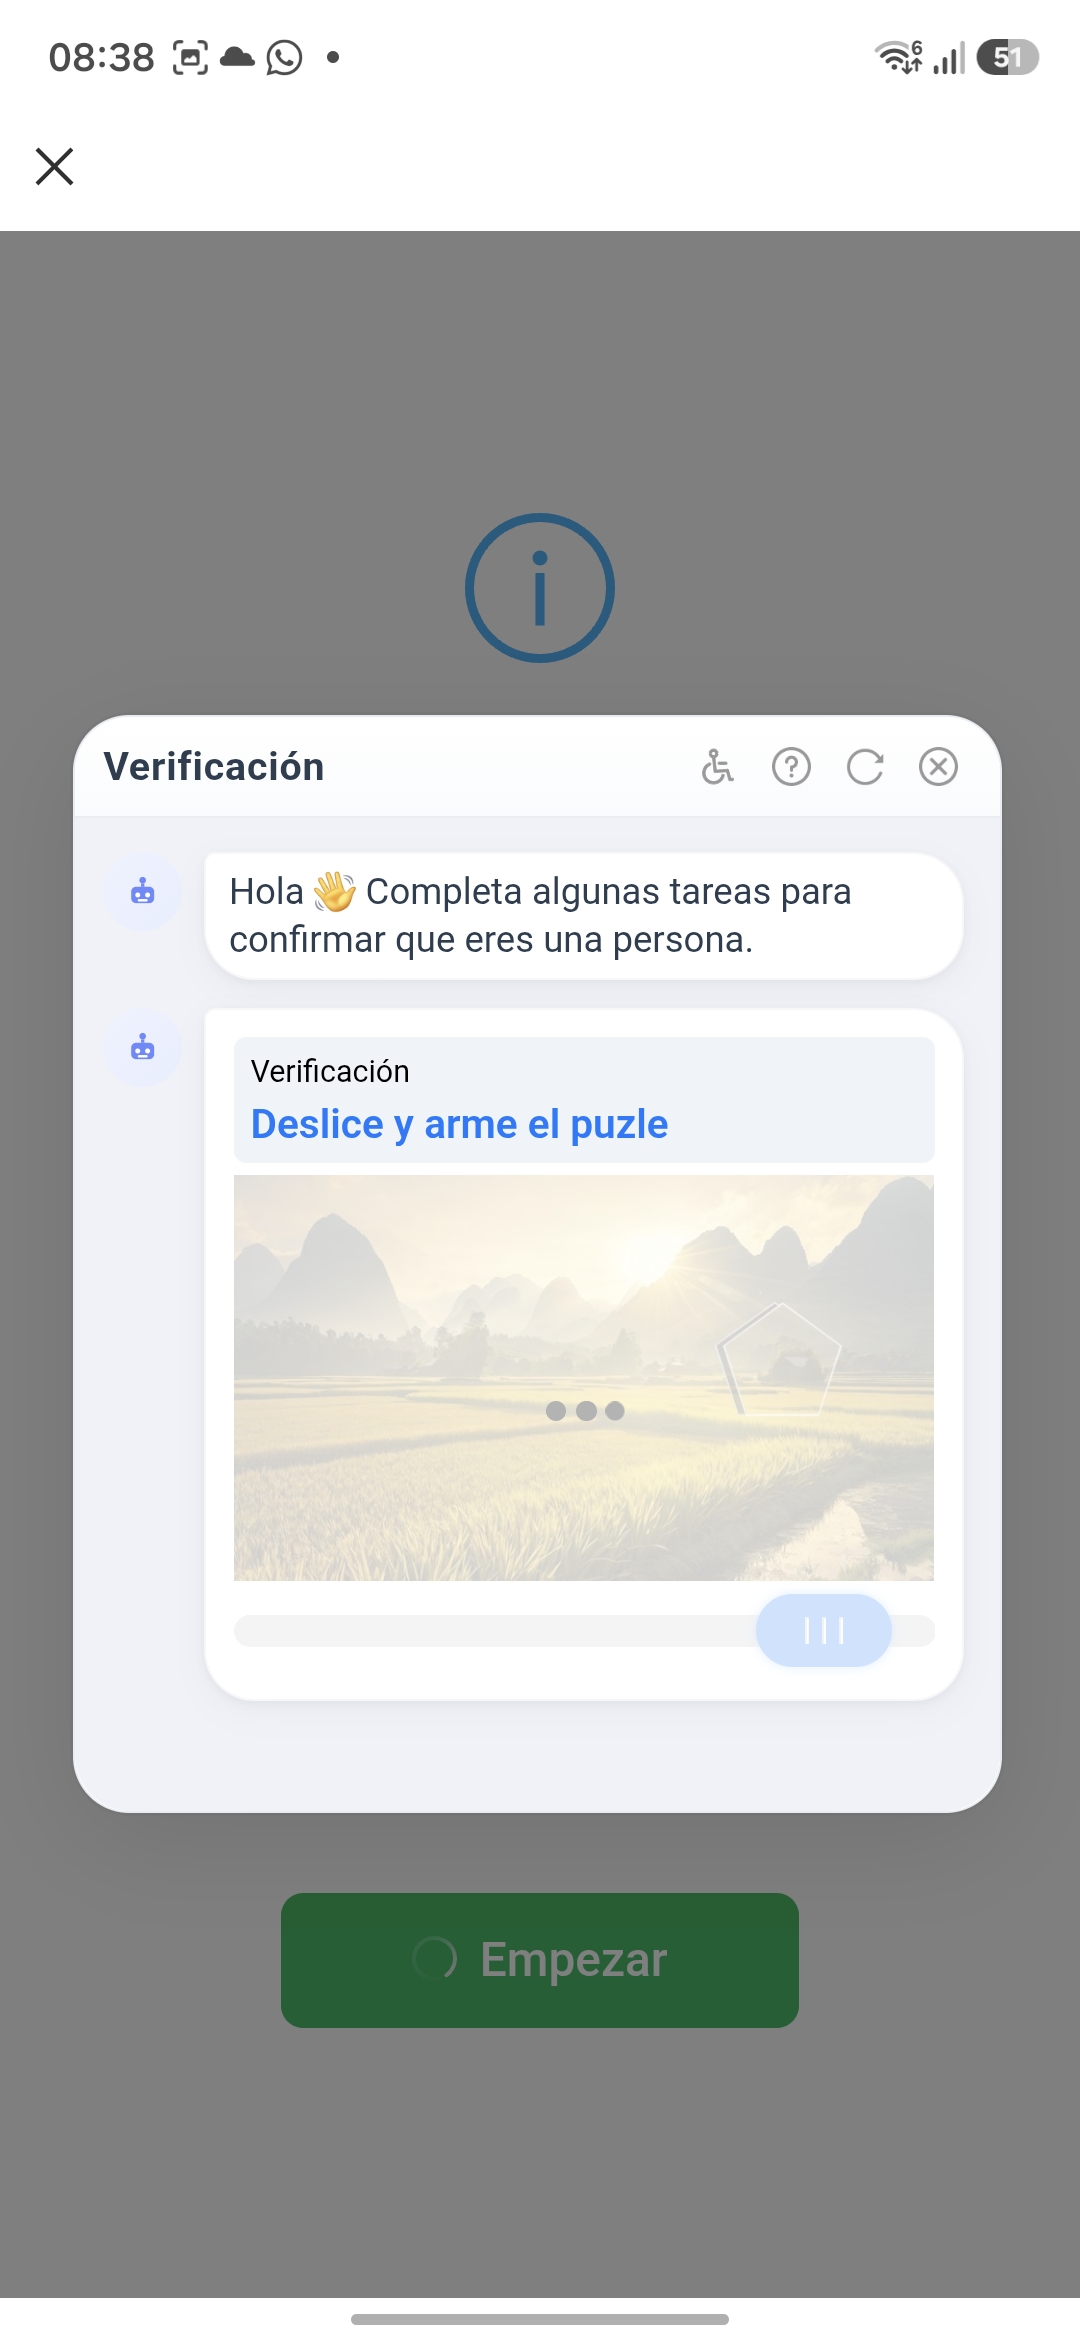 08:38
6
51
Verificación
Hola 👋 Completa algunas tareas para
confirmar que eres una persona.
Verificación
Deslice y arme el puzle
Empezar